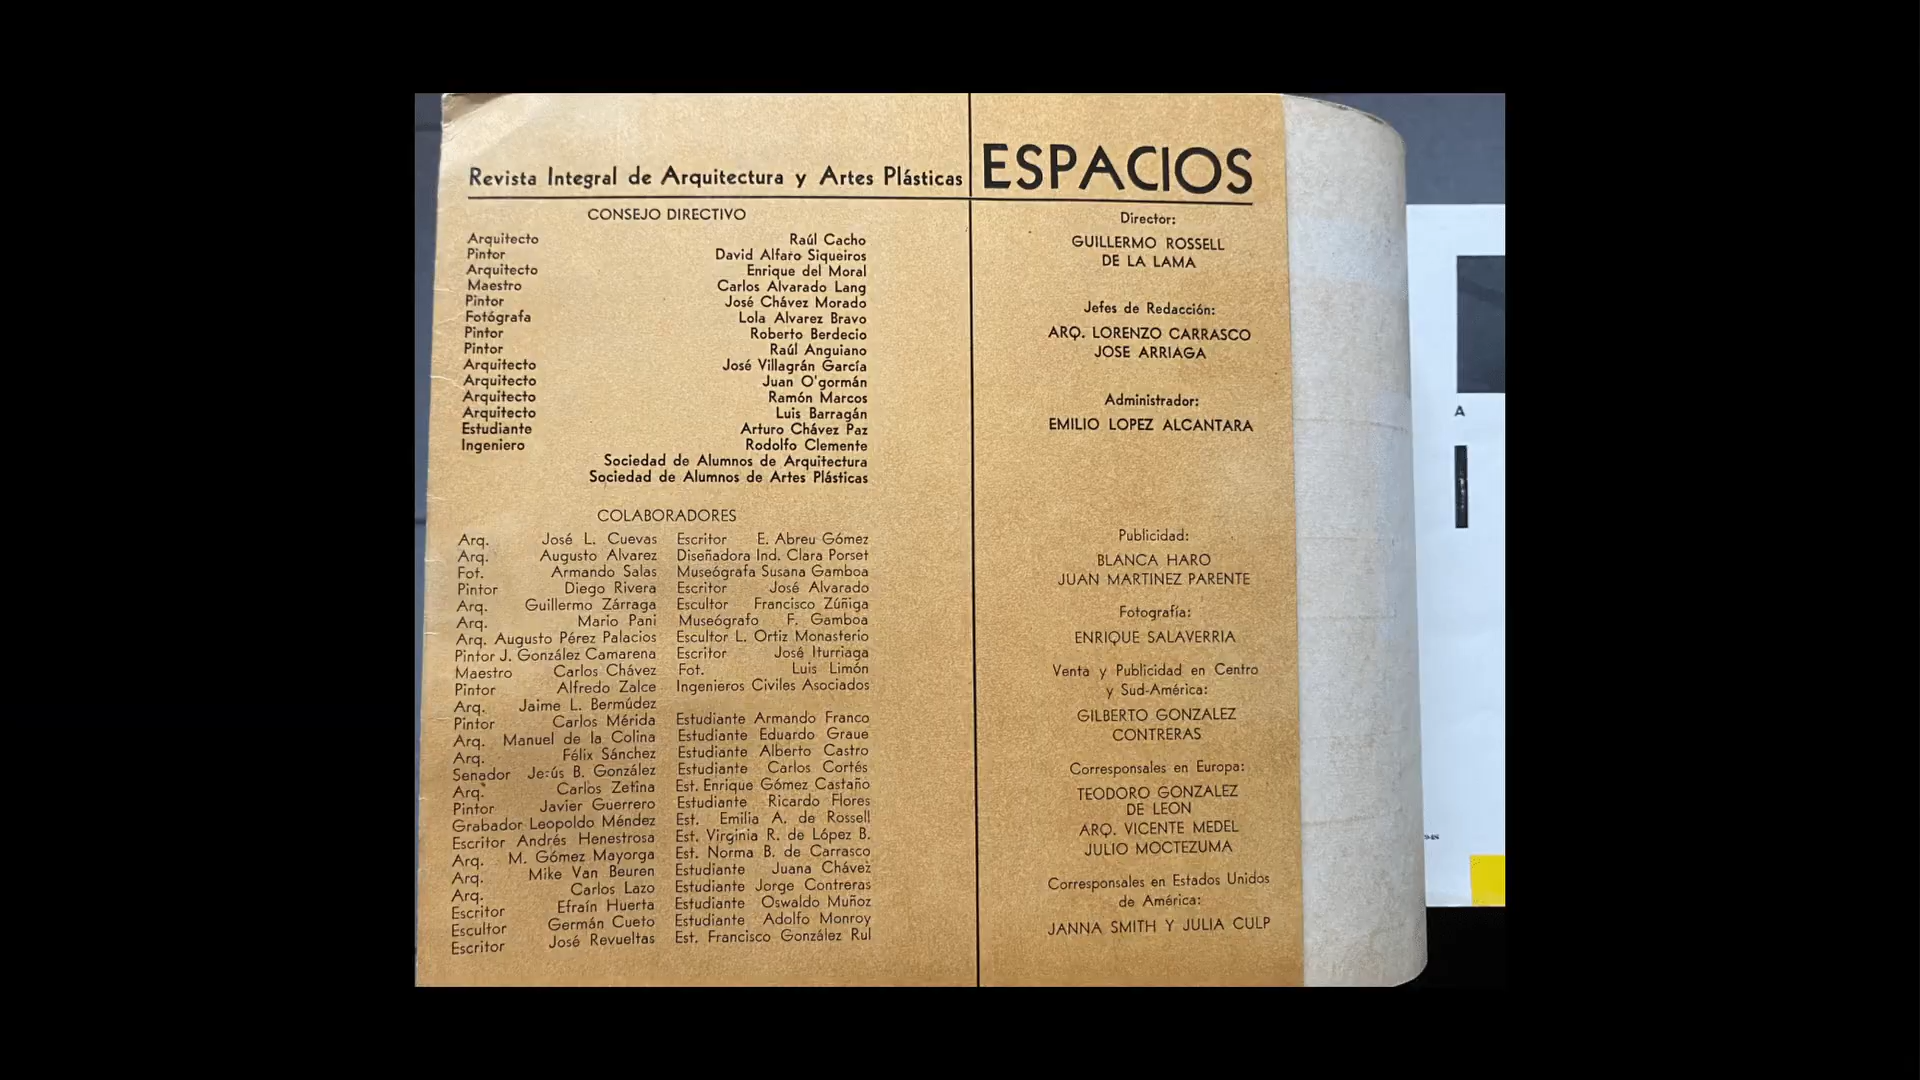 Revista Integral de Arquitectura y Artes Plásticas
ESPACIOS
CONSEJO DIRECTIVO
Arquitecto Raúl Cacho
Pintor David Alfaro Siqueiros
Arquitecto Enrique del Moral
Maestro Carlos Alvarado Lang
Pintor José Chávez Morado
Fotógrafa Lola Alvarez Bravo
Pintor Roberto Berdecio
Pintor Raúl Anguiano
Arquitecto José Villagrán García
Arquitecto Juan O'gormán
Arquitecto Ramón Marcos
Arquitecto Luis Barragán
Estudiante Arturo Chávez Paz
Ingeniero Rodolfo Clemente
Sociedad de Alumnos de Arquitectura
Sociedad de Alumnos de Artes Plásticas
COLABORADORES
Arq. José L. Cuevas
Arq. Augusto Alvarez
Fot. Armando Salas
Pintor Diego Rivera
Arq. Guillermo Zárraga
Arq. Mario Pani
Arq. Augusto Pérez Palacios
Pintor J. González Camarena
Maestro Carlos Chávez
Pintor Alfredo Zalce
Arq. Jaime L. Bermúdez
Pintor Carlos Mérida
Arq. Manuel de la Colina
Arq. Félix Sánchez
Senador Jesús B. González
Arq. Carlos Zetina
Pintor Javier Guerrero
Grabador Leopoldo Méndez
Escritor Andrés Henestrosa
Arq. M. Gómez Mayorga
Arq. Mike Van Beuren
Arq. Carlos Lazo
Escritor Efraín Huerta
Escultor Germán Cueto
Escritor José Revueltas
Escritor E. Abreu Gómez
Diseñadora Ind. Clara Porset
Museógrafa Susana Gamboa
Escritor José Alvarado
Escultor Francisco Zúñiga
Museógrafo F. Gamboa
Escultor L. Ortiz Monasterio
Escritor José Iturriaga
Fot. Luis Limón
Ingenieros Civiles Asociados
Estudiante Armando Franco
Estudiante Eduardo Graue
Estudiante Alberto Castro
Estudiante Carlos Cortés
Est. Enrique Gómez Castaño
Estudiante Ricardo Flores
Est. Emilia A. de Rossell
Est. Virginia R. de López B.
Est. Norma B. de Carrasco
Estudiante Juana Chávez
Estudiante Jorge Contreras
Estudiante Oswaldo Muñoz
Estudiante Adolfo Monroy
Est. Francisco González Rul
Director:
GUILLERMO ROSSELL
DE LA LAMA
Jefes de Redacción:
ARQ. LORENZO CARRASCO
JOSE ARRIAGA
Administrador:
EMILIO LOPEZ ALCANTARA
Publicidad:
BLANCA HARO
JUAN MARTINEZ PARENTE
Fotografía:
ENRIQUE SALAVERRIA
Venta y Publicidad en Centro
y Sud-América:
GILBERTO GONZALEZ
CONTRERAS
Corresponsales en Europa:
TEODORO GONZALEZ
DE LEON
ARQ. VICENTE MEDEL
JULIO MOCTEZUMA
Corresponsales en Estados Unidos
de América:
JANNA SMITH Y JULIA CULP
A